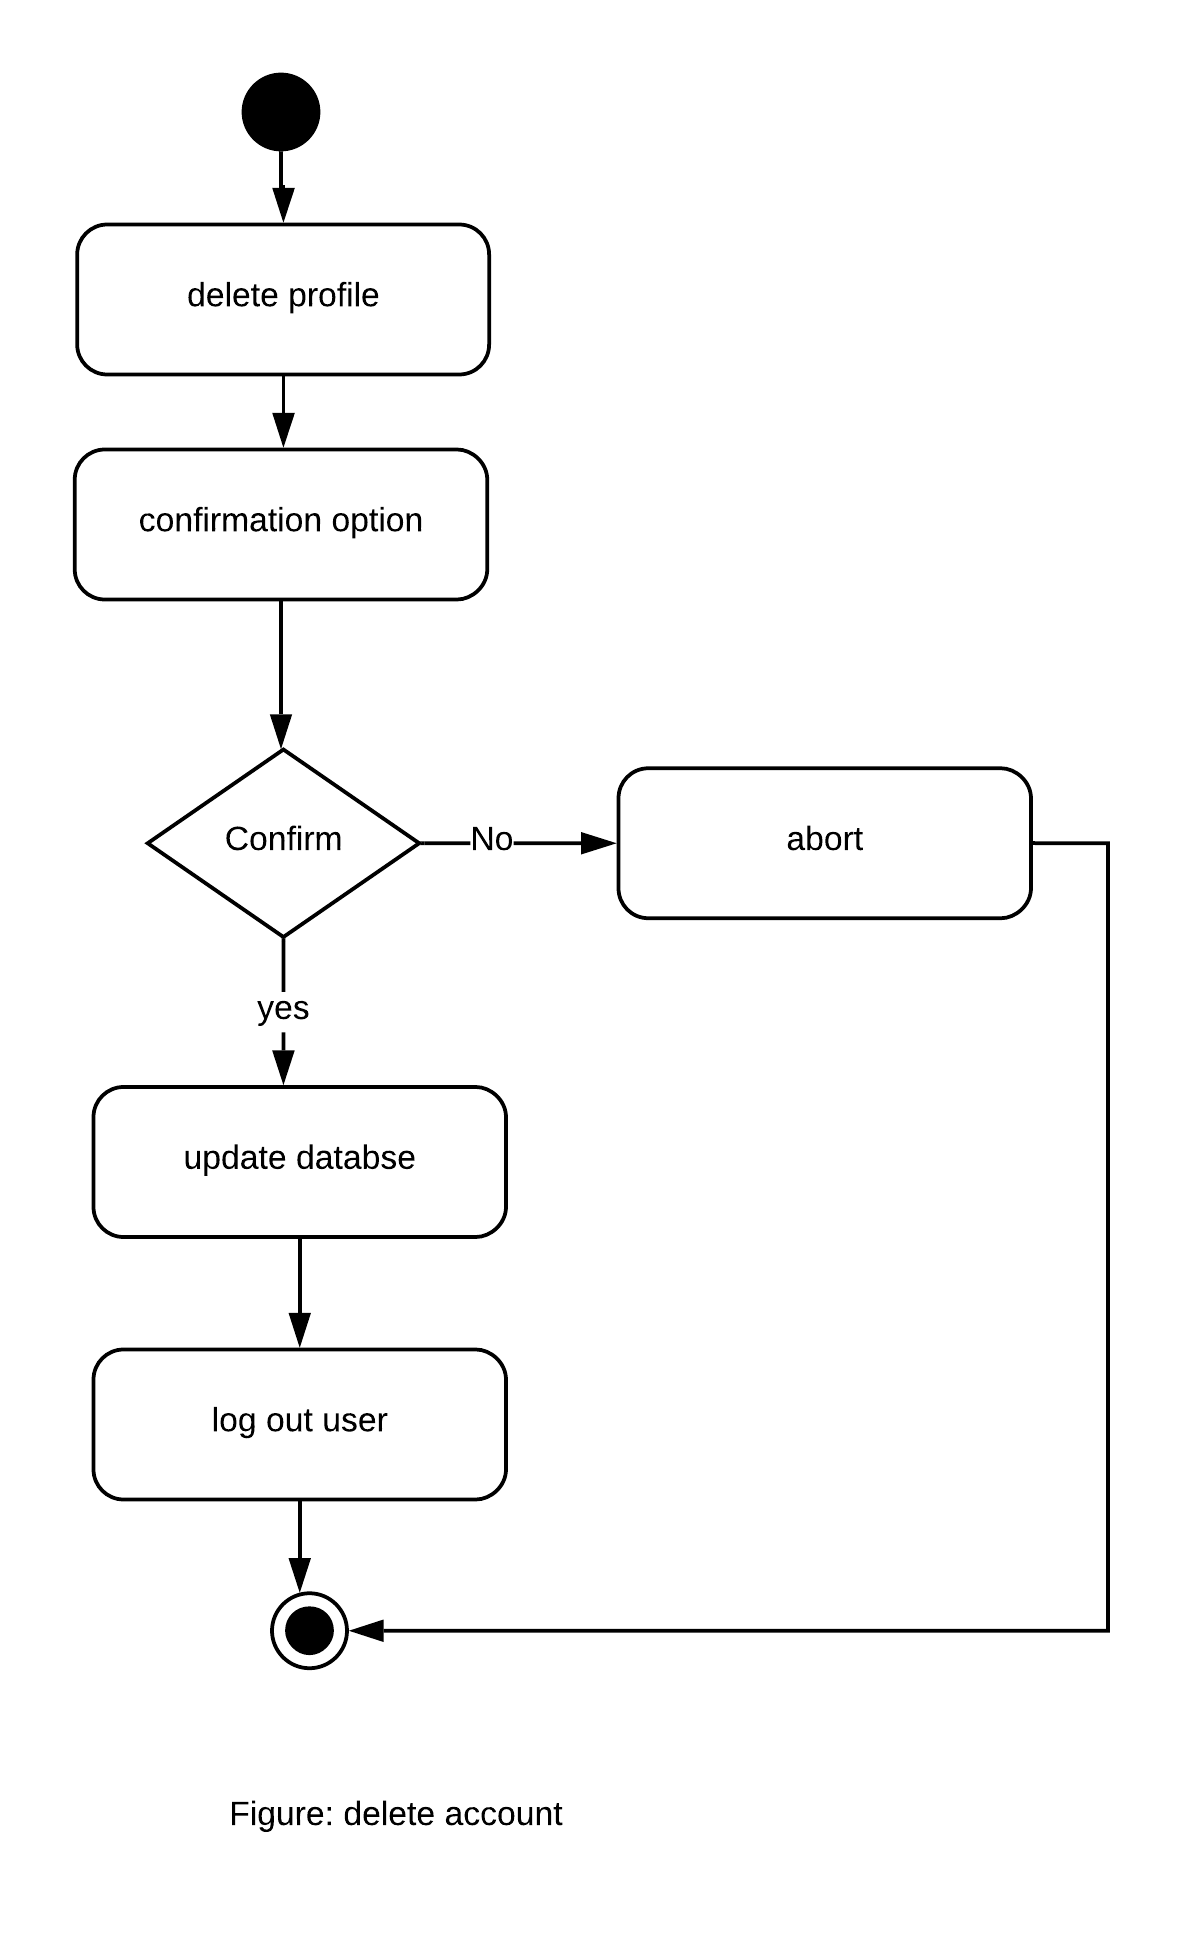 delete profile
confirmation option
Confirm
No
abort
yes
update databse
log out user
Figure: delete account